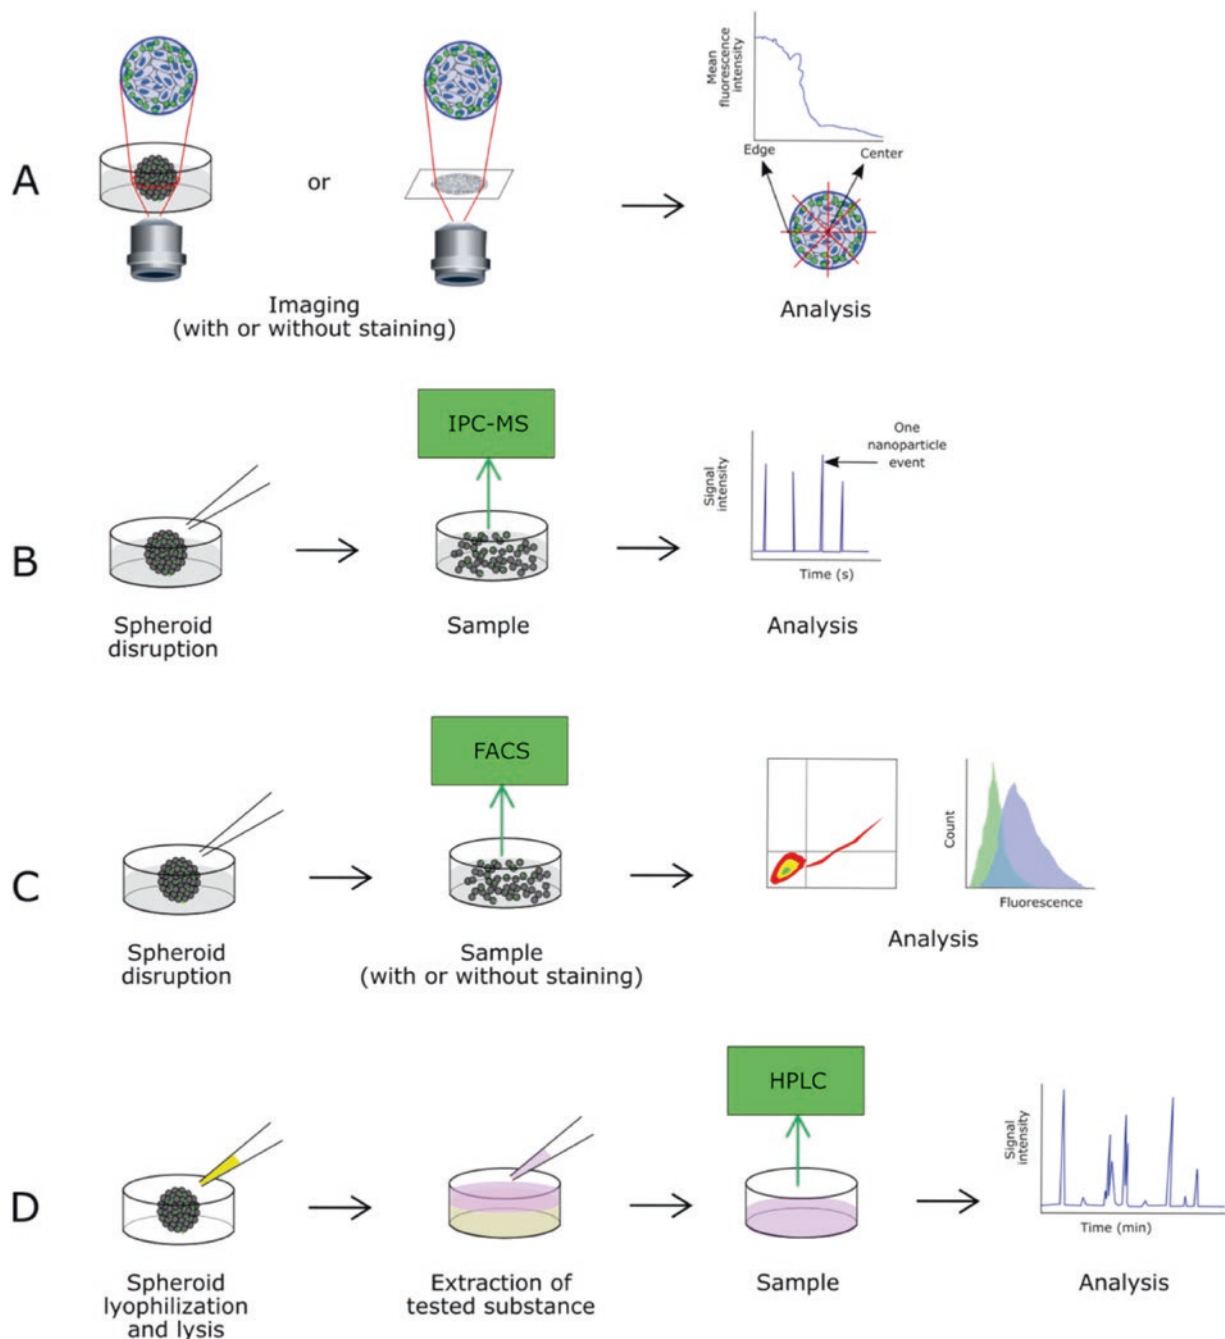 A
or
Imaging
(with or without staining)
Mean
fluorescence
intensity
Edge
Center
Analysis
B
Spheroid
disruption
IPC-MS
Sample
Signal
intensity
One
nanoparticle
event
Time (s)
Analysis
C
Spheroid
disruption
FACS
Sample
(with or without staining)
Count
Fluorescence
Analysis
D
Spheroid
lyophilization
and lysis
Extraction of
tested substance
HPLC
Sample
Signal
intensity
Time (min)
Analysis